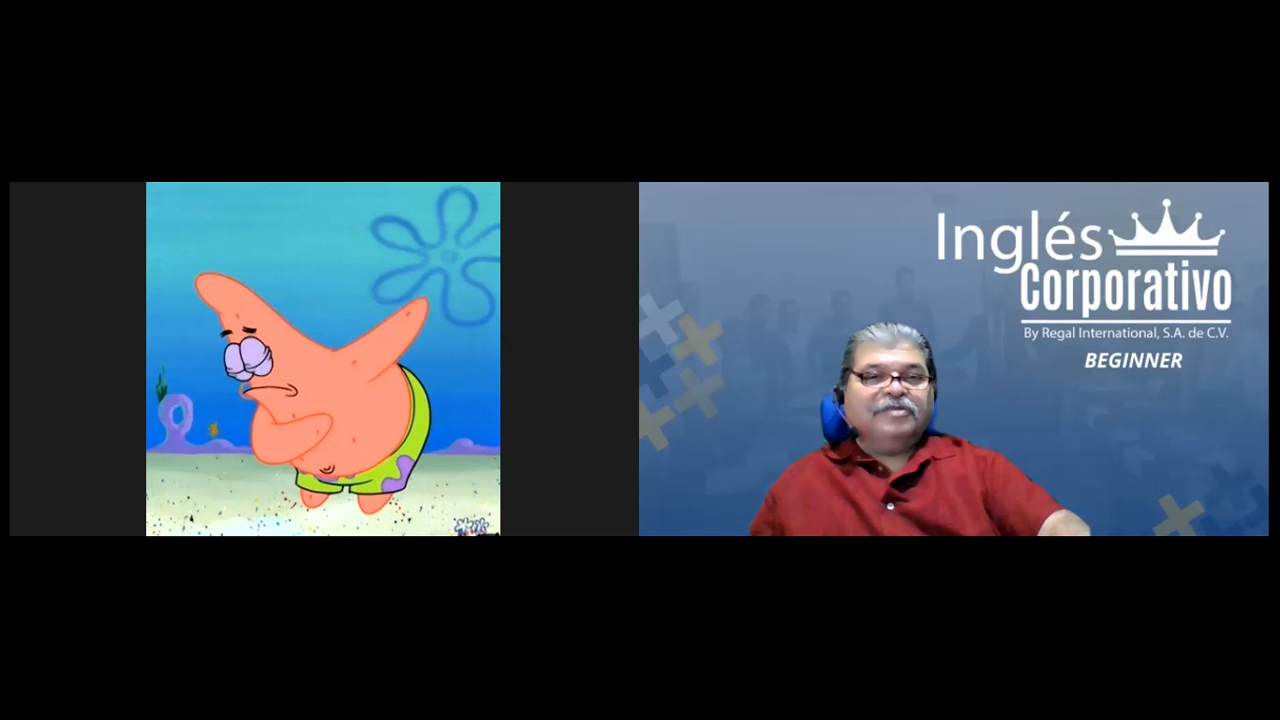 Inglés
Corporativo
By Regal International, S.A. de C.V.
BEGINNER